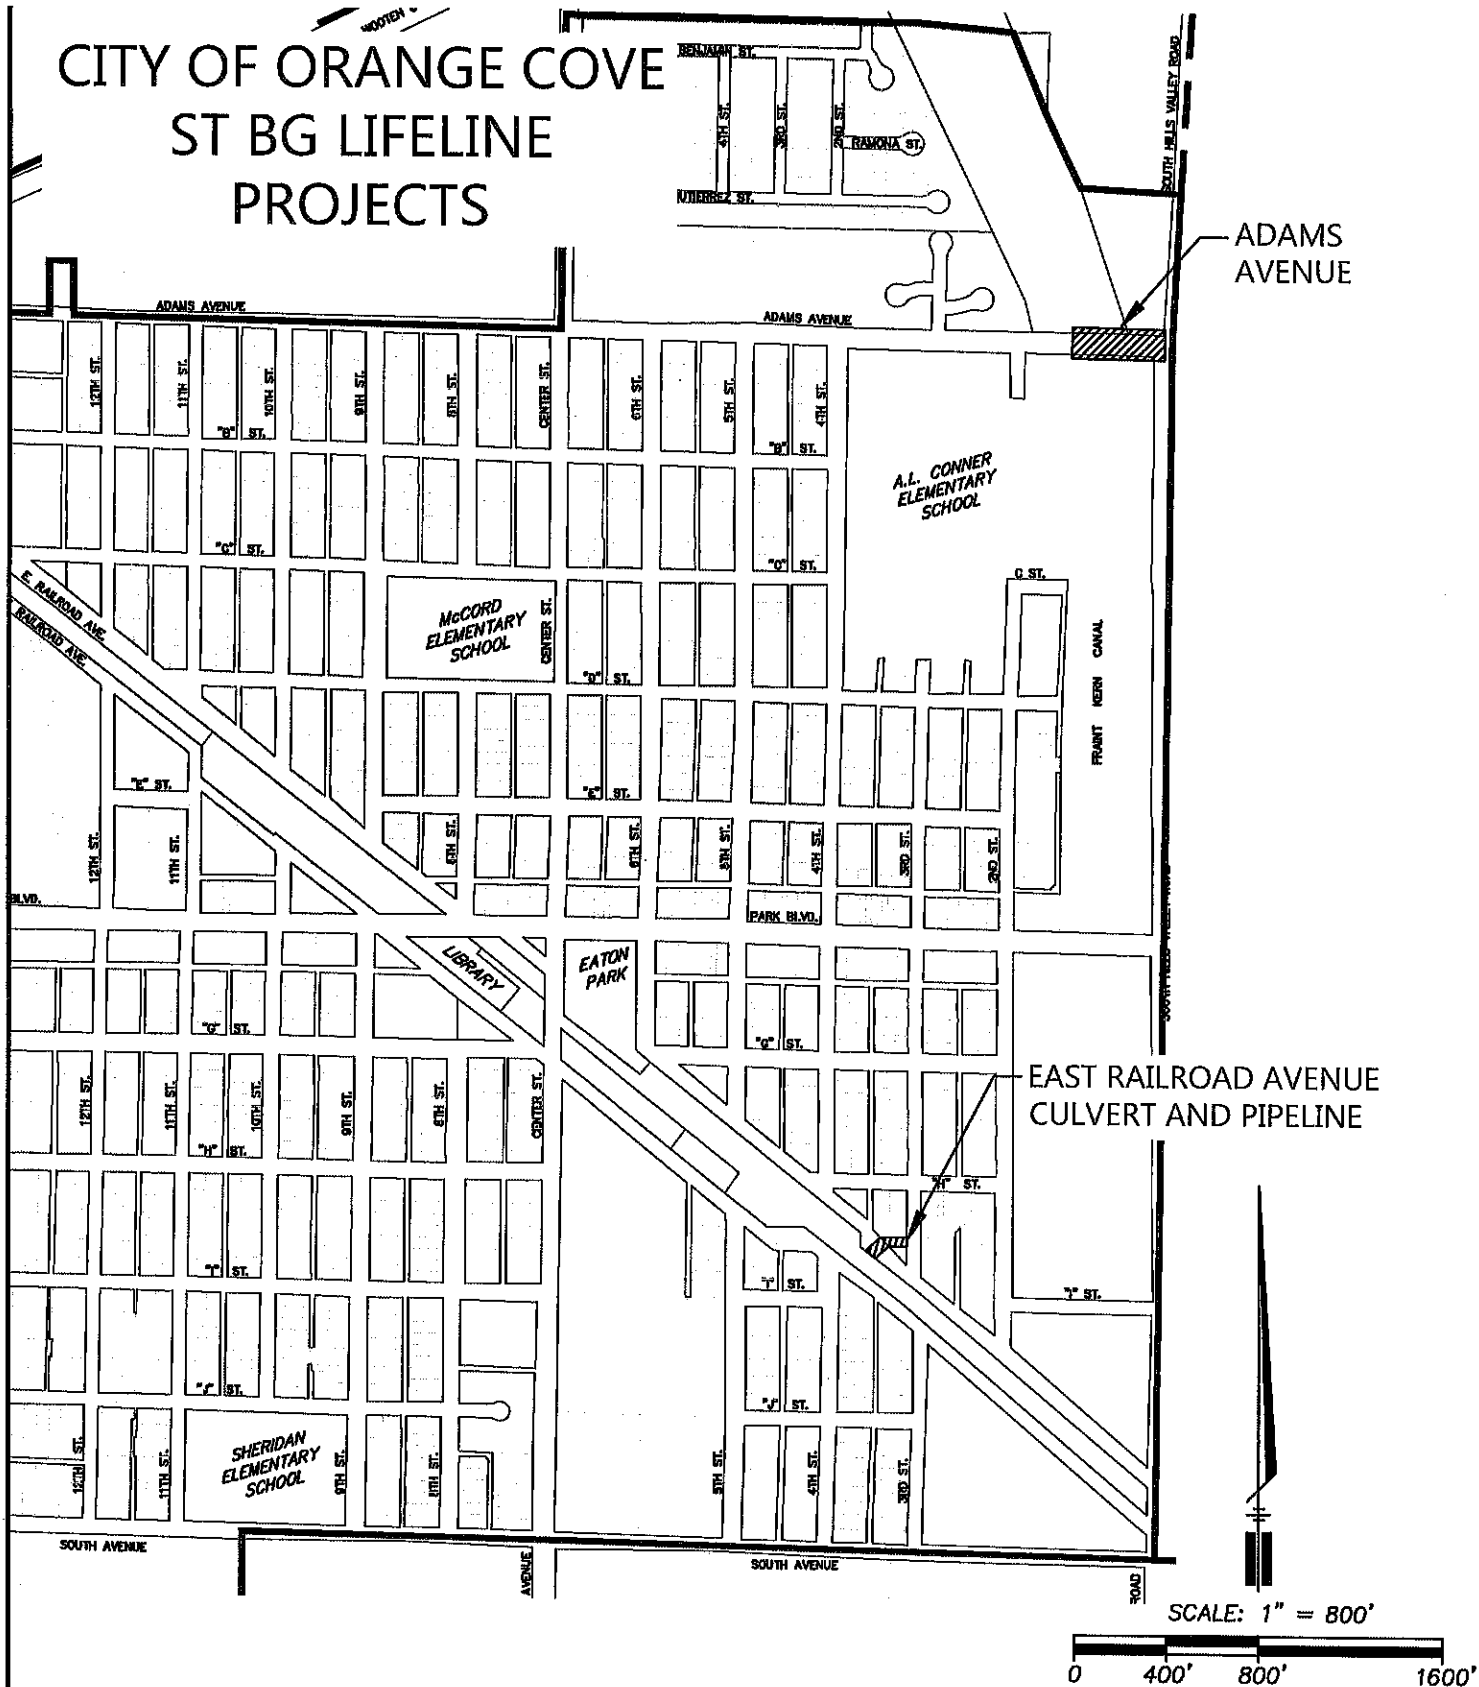 WOOTEN
CITY OF ORANGE COVE
ST BG LIFELINE
PROJECTS
BENJAMIN ST.
4TH ST.
3RD ST.
2ND ST.
RAMONA ST.
UTIERREZ ST.
SOUTH HILLS VALLEY ROAD
ADAMS
AVENUE
ADAMS AVENUE
ADAMS AVENUE
12TH ST.
11TH ST.
10TH ST.
9TH ST.
8TH ST.
CENTER ST.
6TH ST.
5TH ST.
4TH ST.
"B" ST.
"B" ST.
A.L. CONNER
ELEMENTARY
SCHOOL
"C" ST.
"C" ST.
C ST.
E. RAILROAD AVE.
RAILROAD AVE.
McCORD
ELEMENTARY
SCHOOL
CENTER ST.
"D" ST.
FRAINT KERN CANAL
"E" ST.
"E" ST.
12TH ST.
11TH ST.
8TH ST.
6TH ST.
5TH ST.
4TH ST.
3RD ST.
2ND ST.
BLVD.
PARK BLVD.
LIBRARY
EATON
PARK
"G" ST.
"G" ST.
EAST RAILROAD AVENUE
CULVERT AND PIPELINE
12TH ST.
11TH ST.
10TH ST.
9TH ST.
8TH ST.
CENTER ST.
"H" ST.
"H" ST.
"I" ST.
"I" ST.
"I" ST.
"J" ST.
"J" ST.
SHERIDAN
ELEMENTARY
SCHOOL
12TH ST.
11TH ST.
9TH ST.
8TH ST.
5TH ST.
4TH ST.
3RD ST.
SOUTH AVENUE
AVENUE
SOUTH AVENUE
ROAD
SCALE: 1" = 800'
0 400' 800' 1600'